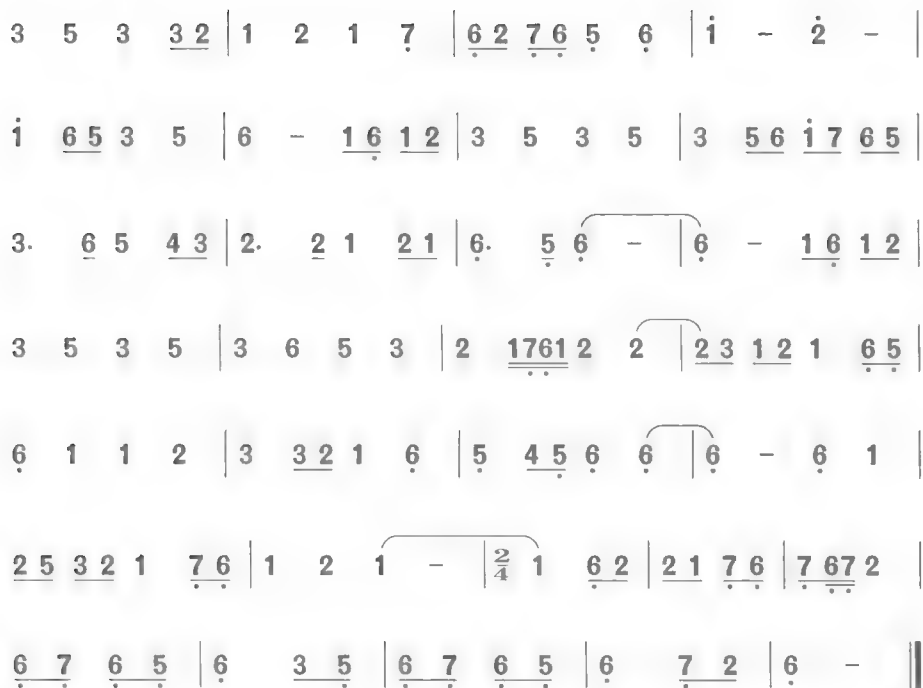 3 5 3 3 2 | 1 2 1 7̣ | 6̣ 2 7̣ 6̣ 5̣ 6̣ | 1̇ - 2̇ - |
1̇ 6 5 3 5 | 6 - 1 6̣ 1 2 | 3 5 3 5 | 3 5 6 1̇ 7 6 5 |
3. 6 5 4 3 | 2. 2 1 2 1 | 6̣. 5̣ 6̣ - | 6̣ - 1 6̣ 1 2 |
3 5 3 5 | 3 6 5 3 | 2 1 7̣ 6̣ 1 2 2 | 2 3 1 2 1 6̣ 5̣ |
6̣ 1 1 2 | 3 3 2 1 6̣ | 5̣ 4 5̣ 6̣ 6̣ | 6̣ - 6̣ 1 |
2 5 3 2 1 7̣ 6̣ | 1 2 1 - | 2/4 1 6̣ 2 | 2 1 7̣ 6̣ | 7̣ 6̣ 7̣ 2 |
6̣ 7̣ 6̣ 5̣ | 6̣ 3 5̣ | 6̣ 7̣ 6̣ 5̣ | 6̣ 7̣ 2 | 6̣ - ‖